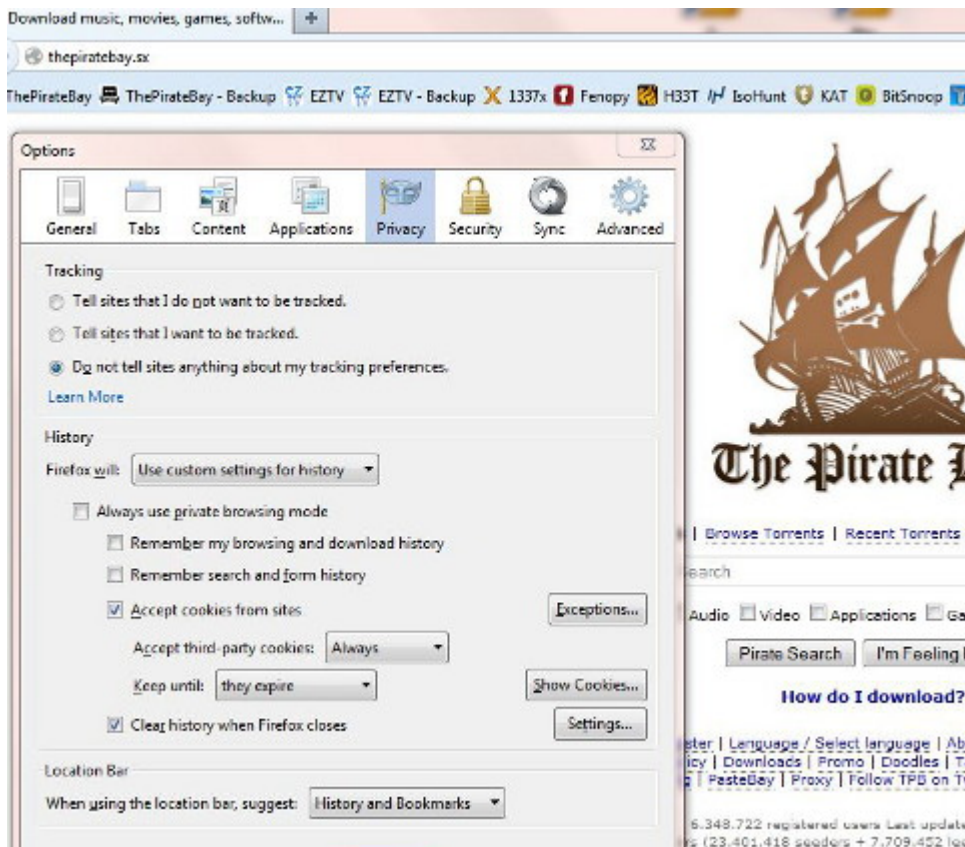 Download music, movies, games, softw...
thepiratebay.sx
ThePirateBay ThePirateBay - Backup EZTV EZTV - Backup 1337x Fenopy H33T IsoHunt KAT BitSnoop
Options
General Tabs Content Applications Privacy Security Sync Advanced
Tracking
Tell sites that I do not want to be tracked.
Tell sites that I want to be tracked.
Do not tell sites anything about my tracking preferences.
Learn More
History
Firefox will: Use custom settings for history
Always use private browsing mode
Remember my browsing and download history
Remember search and form history
Accept cookies from sites Exceptions...
Accept third-party cookies: Always
Keep until: they expire Show Cookies...
Clear history when Firefox closes Settings...
Location Bar
When using the location bar, suggest: History and Bookmarks
The Pirate
| Browse Torrents | Recent Torrents
Search
Audio Video Applications Ga
Pirate Search I'm Feeling
How do I download?
| Language / Select language | Ab
| Downloads | Promo | Doodles |
| PasteBay | Proxy | Follow TPB on
6.348.722 registered users Last update
(23.401.418 seeders + 7.709.452